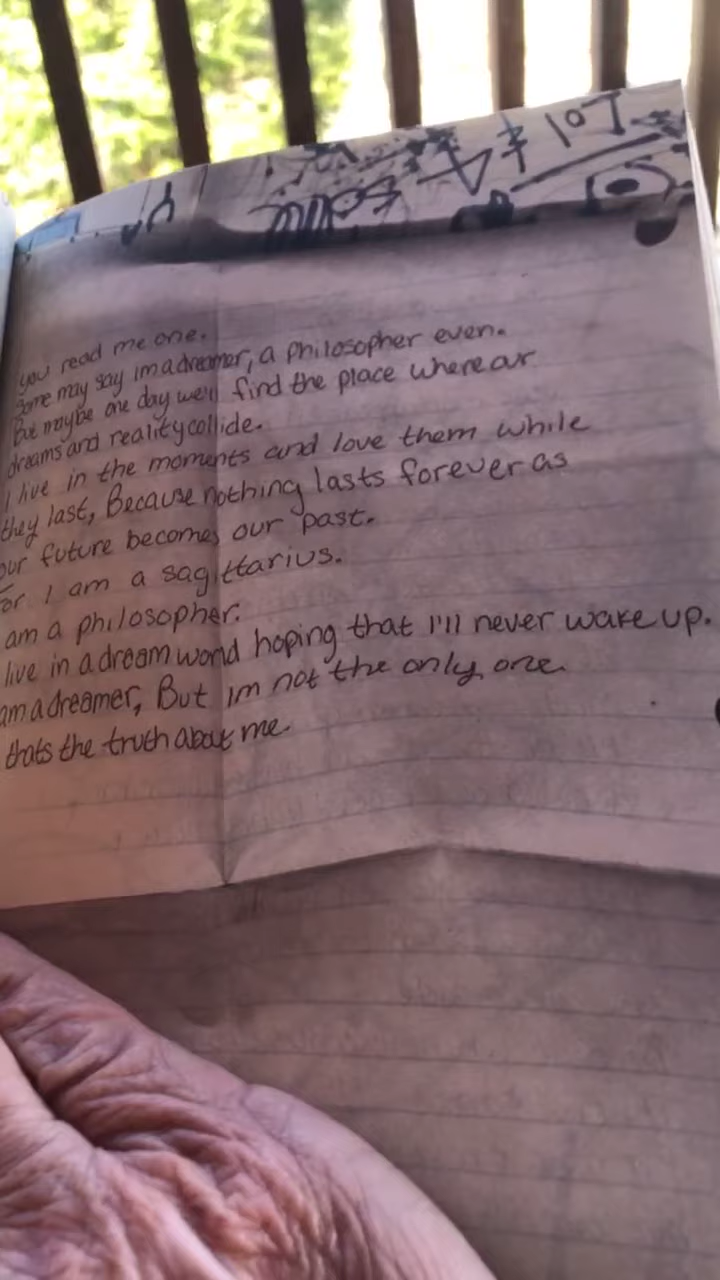 107
you read me one.
Some may say im a dreamer, a philosopher even.
But maybe one day we'll find the place where our
dreams and reality collide.
I live in the moments and love them while
they last, Because nothing lasts forever as
our future becomes our past.
For I am a sagittarius.
am a philosopher.
live in a dream world hoping that I'll never wake up.
am a dreamer, But im not the only one.
thats the truth about me.